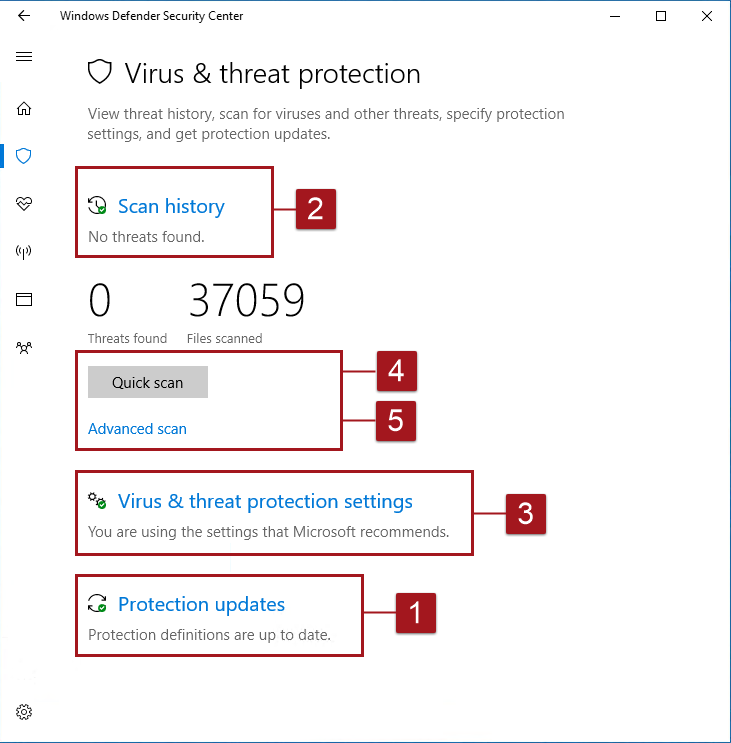 Windows Defender Security Center
Virus & threat protection
View threat history, scan for viruses and other threats, specify protection
settings, and get protection updates.
Scan history
No threats found.
2
0
37059
Threats found
Files scanned
Quick scan
4
Advanced scan
5
Virus & threat protection settings
You are using the settings that Microsoft recommends.
3
Protection updates
Protection definitions are up to date.
1